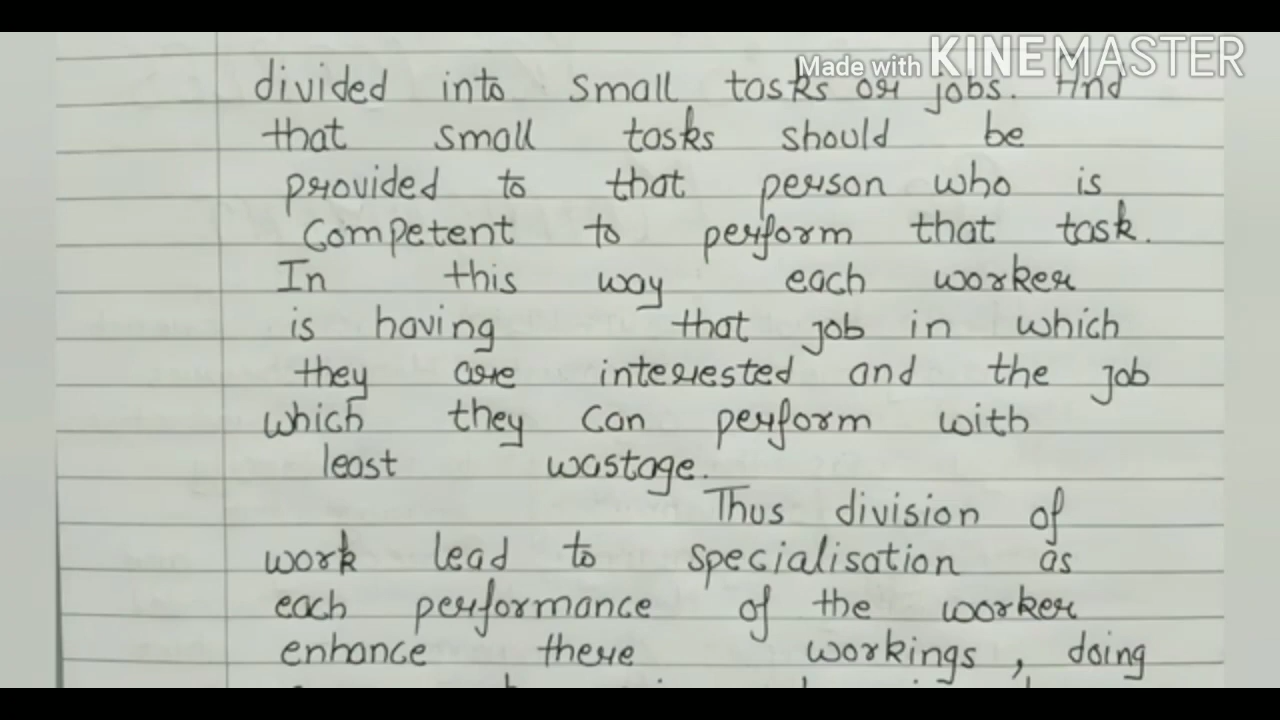 Made with KINEMASTER
divided into small tasks or jobs. And
that small tasks should be
provided to that person who is
competent to perform that task.
In this way each worker
is having that job in which
they are interested and the job
which they can perform with
least wastage.
Thus division of
work lead to specialisation as
each performance of the worker
enhance there workings, doing